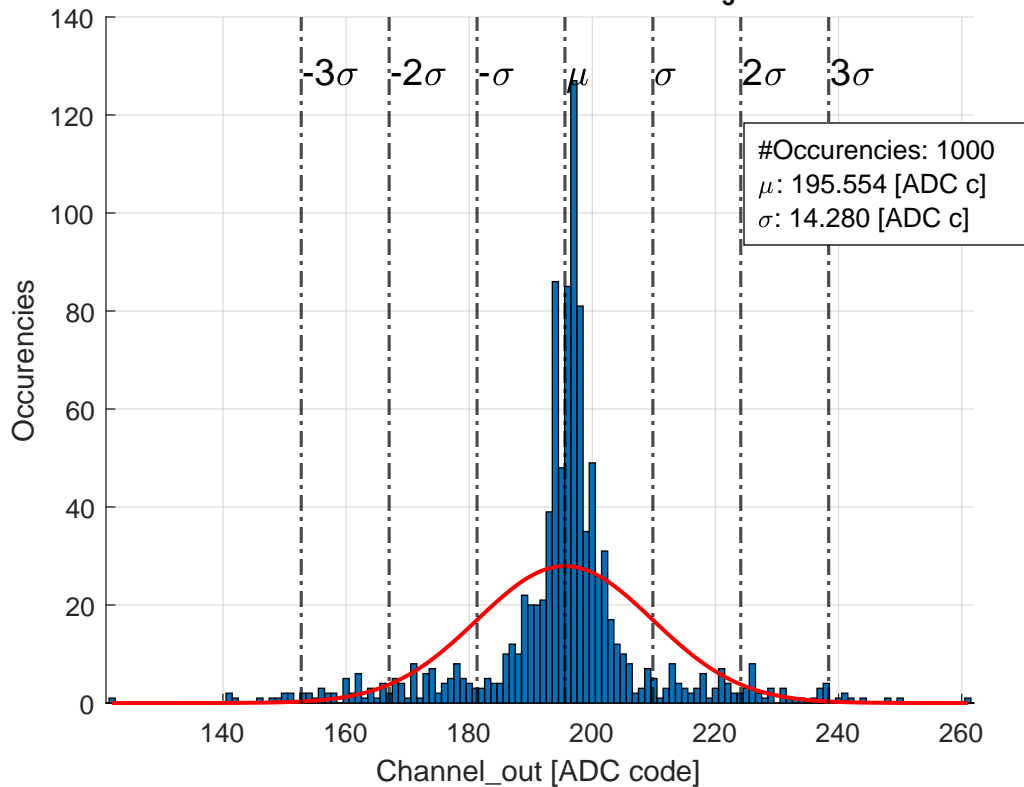 140
-3σ -2σ -σ μ σ 2σ 3σ
120
#Occurencies: 1000
μ: 195.554 [ADC c]
σ: 14.280 [ADC c]
100
80
60
40
20
0
Occurencies
140 160 180 200 220 240 260
Channel_out [ADC code]